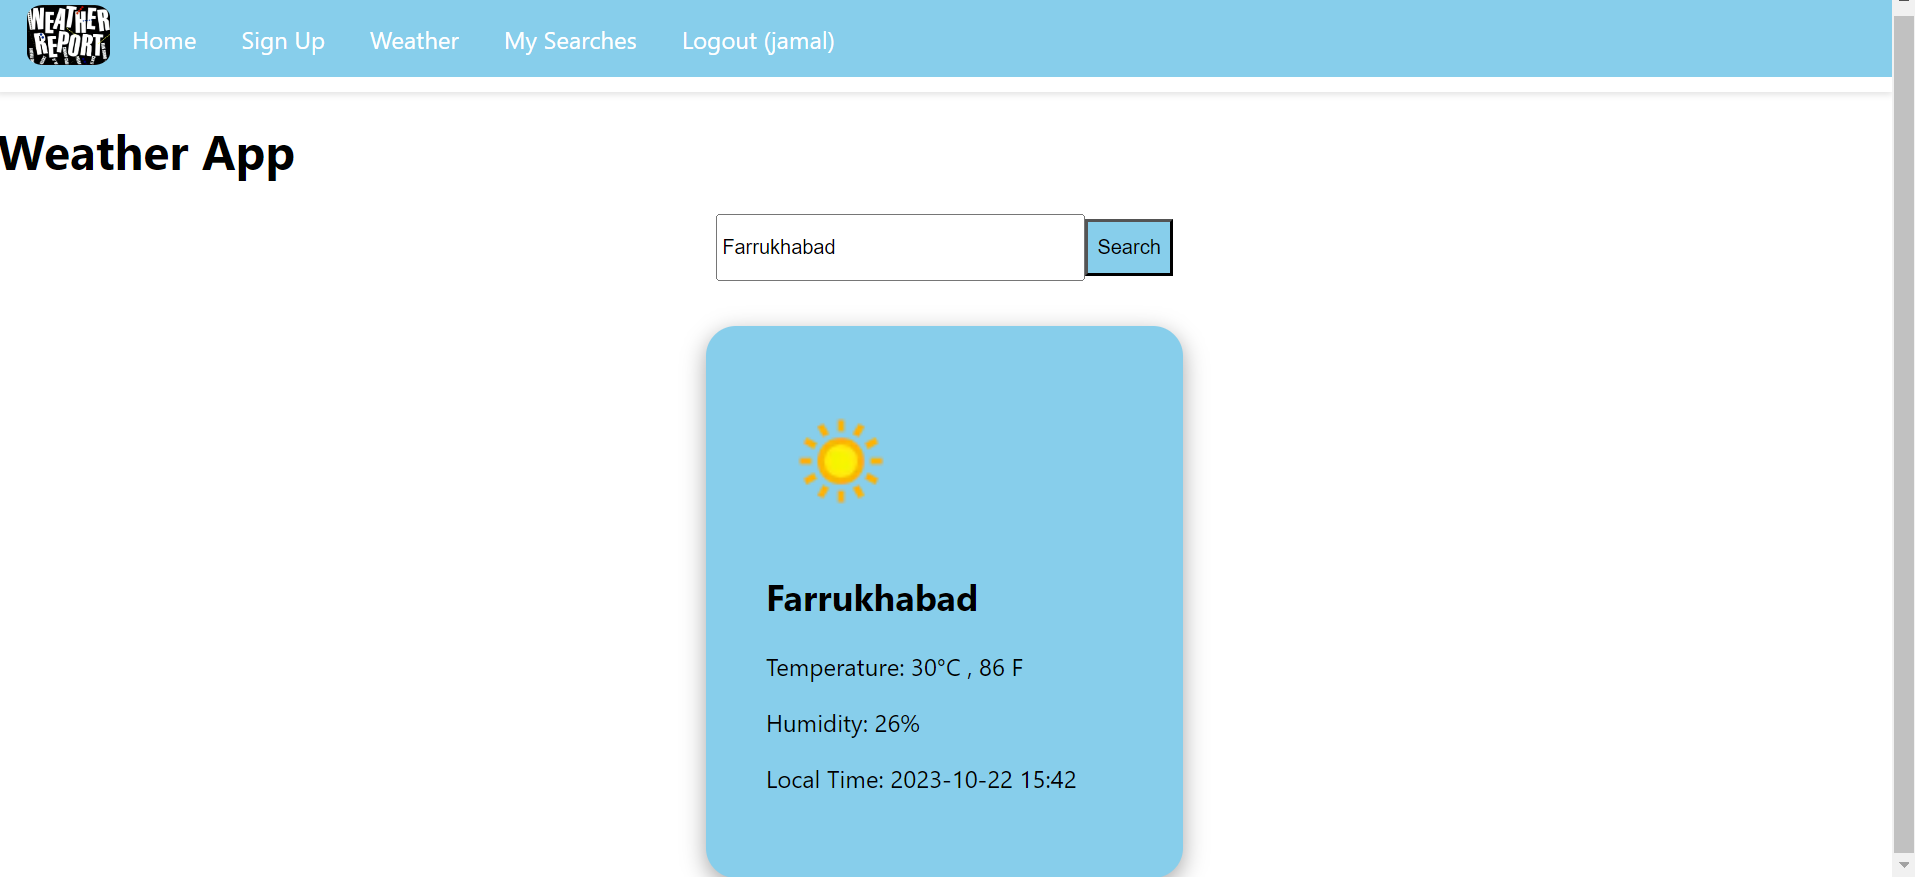 WEATHER REPORT
Home Sign Up Weather My Searches Logout (jamal)
Weather App
Farrukhabad Search
Farrukhabad
Temperature: 30°C , 86 F
Humidity: 26%
Local Time: 2023-10-22 15:42